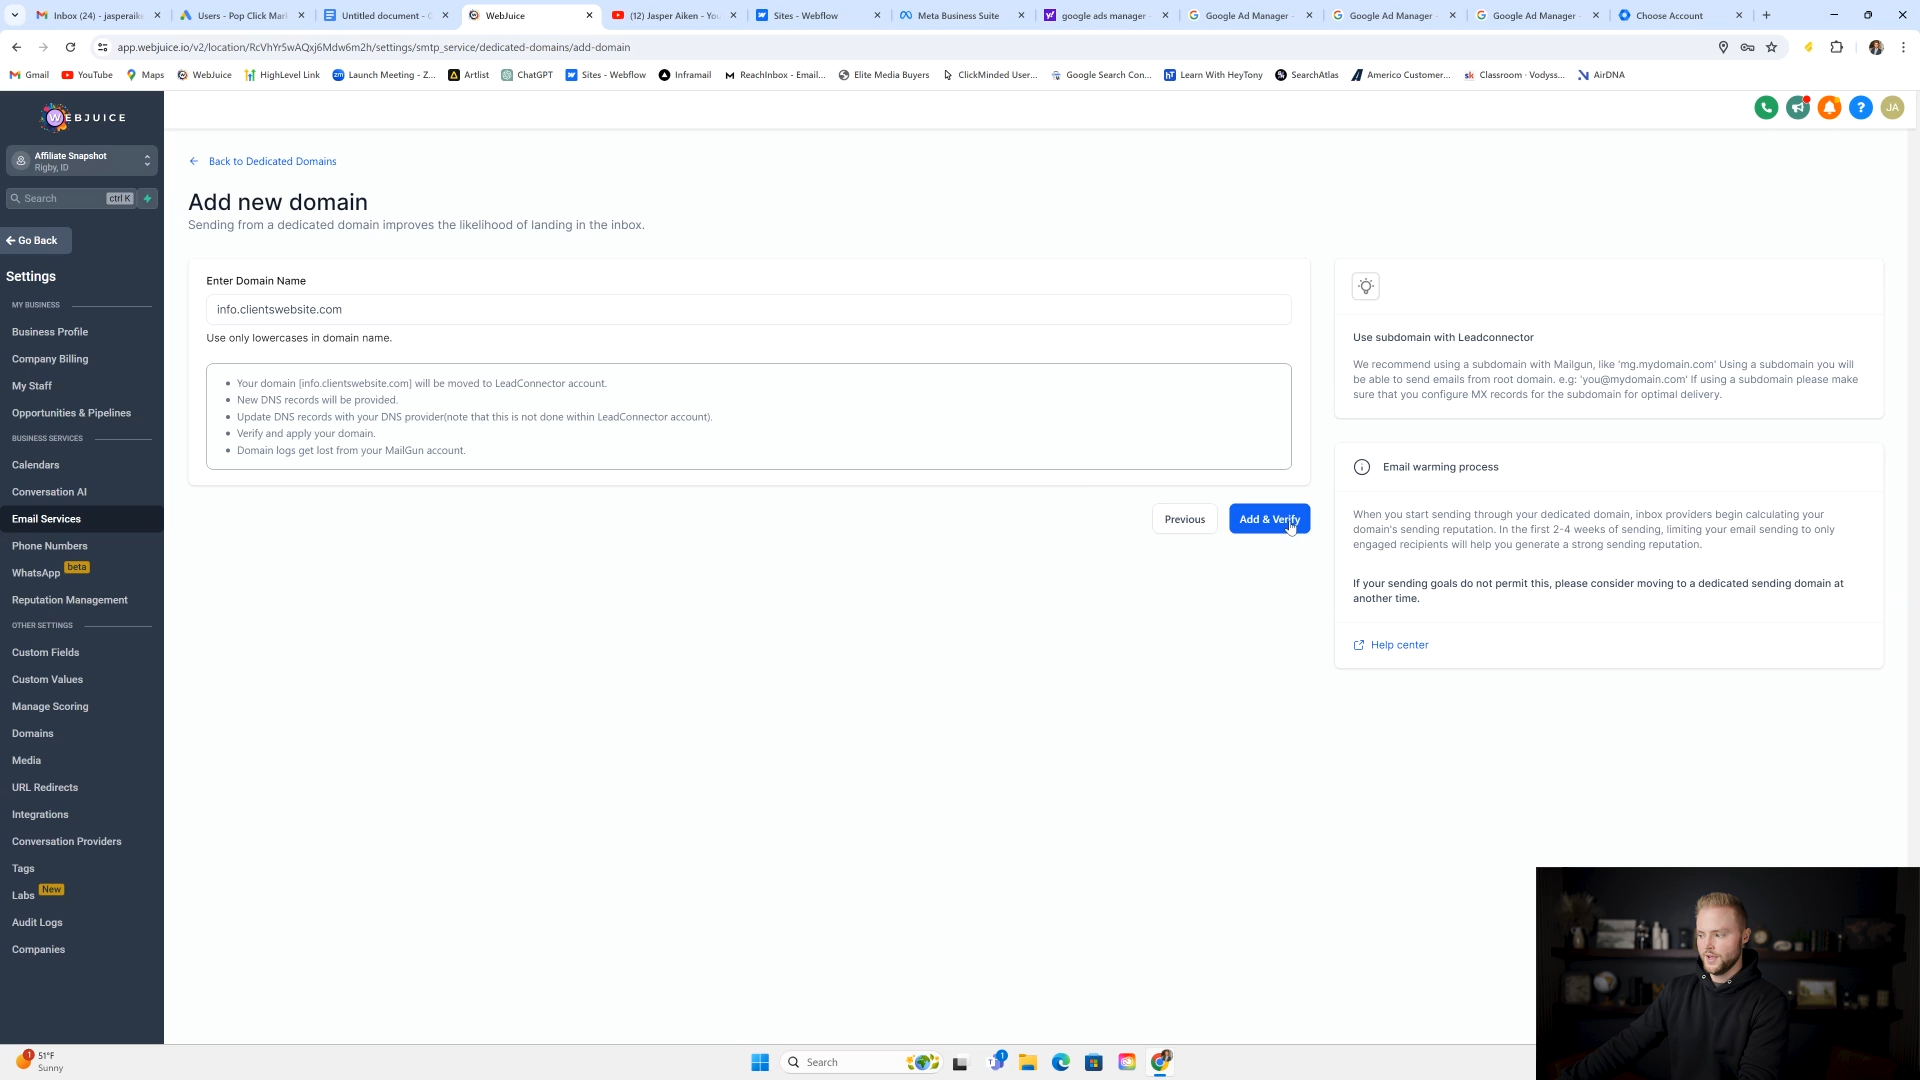 Inbox (24) - jasperaike
Users - Pop Click Mark
Untitled document - G
WebJuice
(12) Jasper Aiken - You
Sites - Webflow
Meta Business Suite
google ads manager -
Google Ad Manager -
Google Ad Manager -
Google Ad Manager -
Choose Account
app.webjuice.io/v2/location/RcVhYr5wAQxj6Mdw6m2h/settings/smtp_service/dedicated-domains/add-domain
Gmail
YouTube
Maps
WebJuice
HighLevel Link
Launch Meeting - Z...
Artlist
ChatGPT
Sites - Webflow
Inframail
ReachInbox - Email...
Elite Media Buyers
ClickMinded User...
Google Search Con...
Learn With HeyTony
SearchAtlas
Americo Customer...
Classroom · Vodyss...
AirDNA
WEBJUICE
JA
Affiliate Snapshot
Rigby, ID
Search ctrl K
Go Back
Settings
MY BUSINESS
Business Profile
Company Billing
My Staff
Opportunities & Pipelines
BUSINESS SERVICES
Calendars
Conversation AI
Email Services
Phone Numbers
WhatsApp beta
Reputation Management
OTHER SETTINGS
Custom Fields
Custom Values
Manage Scoring
Domains
Media
URL Redirects
Integrations
Conversation Providers
Tags
Labs New
Audit Logs
Companies
Back to Dedicated Domains
Add new domain
Sending from a dedicated domain improves the likelihood of landing in the inbox.
Enter Domain Name
info.clientswebsite.com
Use only lowercases in domain name.
• Your domain [info.clientswebsite.com] will be moved to LeadConnector account.
• New DNS records will be provided.
• Update DNS records with your DNS provider(note that this is not done within LeadConnector account).
• Verify and apply your domain.
• Domain logs get lost from your MailGun account.
Previous
Add & Verify
Use subdomain with Leadconnector
We recommend using a subdomain with Mailgun, like 'mg.mydomain.com' Using a subdomain you will
be able to send emails from root domain. e.g: 'you@mydomain.com' If using a subdomain please make
sure that you configure MX records for the subdomain for optimal delivery.
Email warming process
When you start sending through your dedicated domain, inbox providers begin calculating your
domain's sending reputation. In the first 2-4 weeks of sending, limiting your email sending to only
engaged recipients will help you generate a strong sending reputation.
If your sending goals do not permit this, please consider moving to a dedicated sending domain at
another time.
Help center
1
51°F
Sunny
Search
1